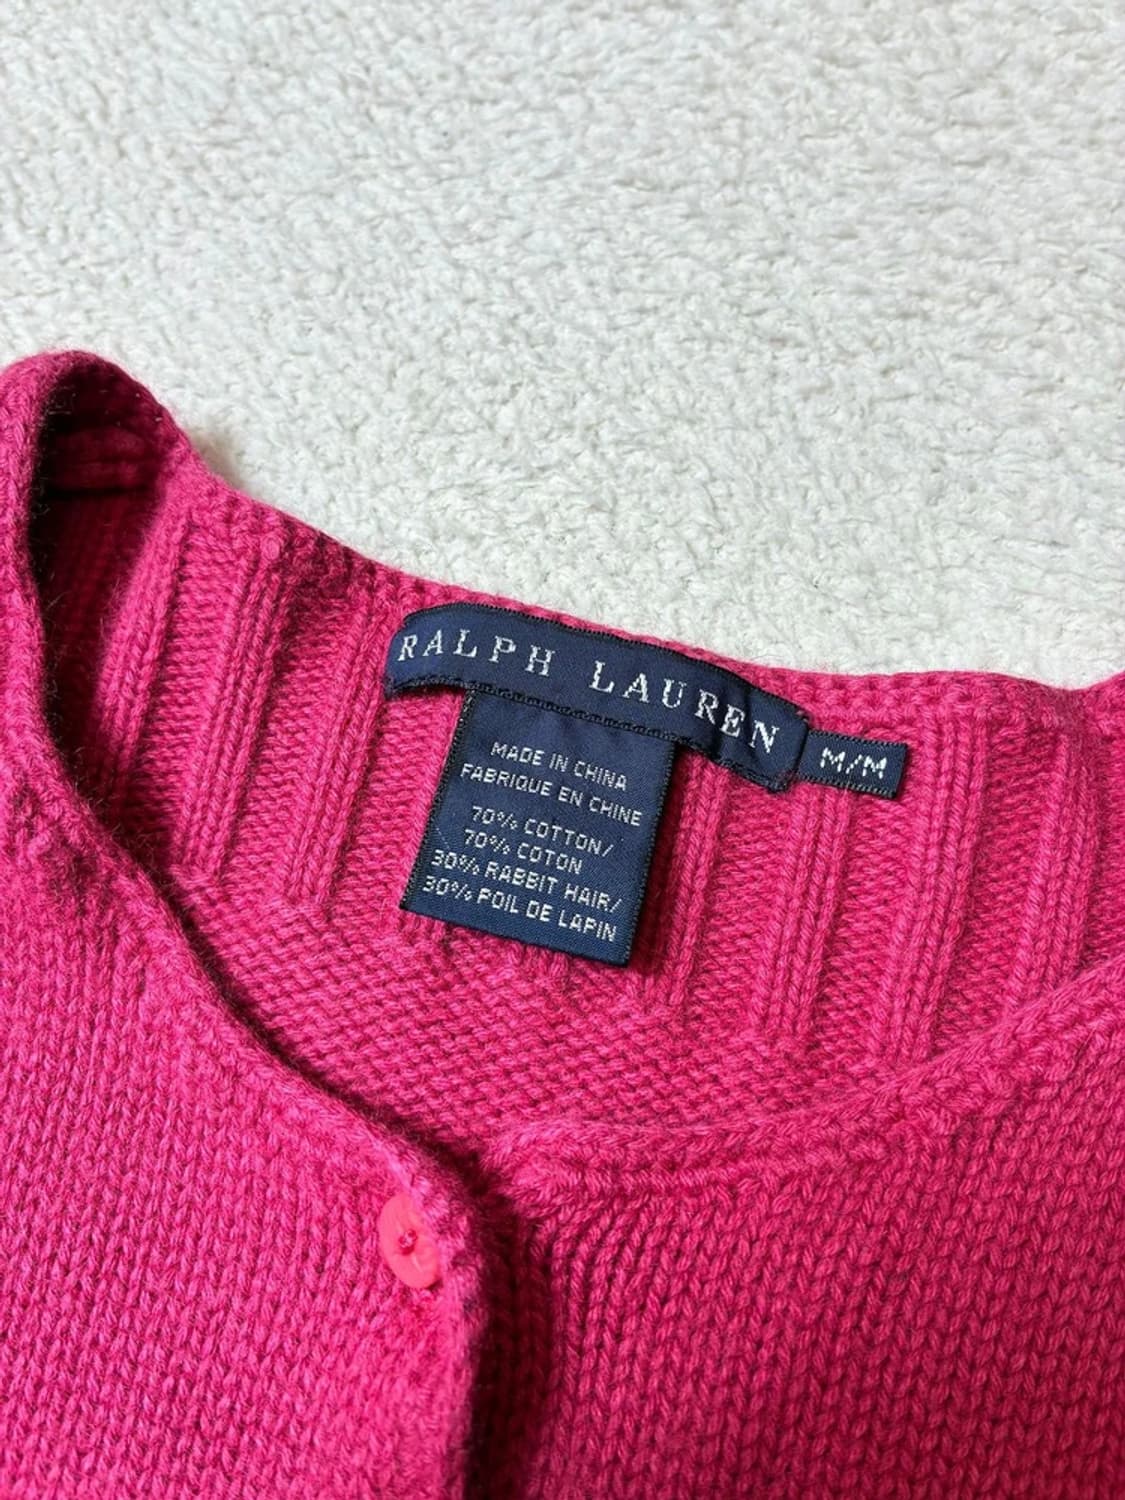 RALPH LAUREN
M/M
MADE IN CHINA
FABRIQUE EN CHINE
70% COTTON/
70% COTON
30% RABBIT HAIR/
30% POIL DE LAPIN